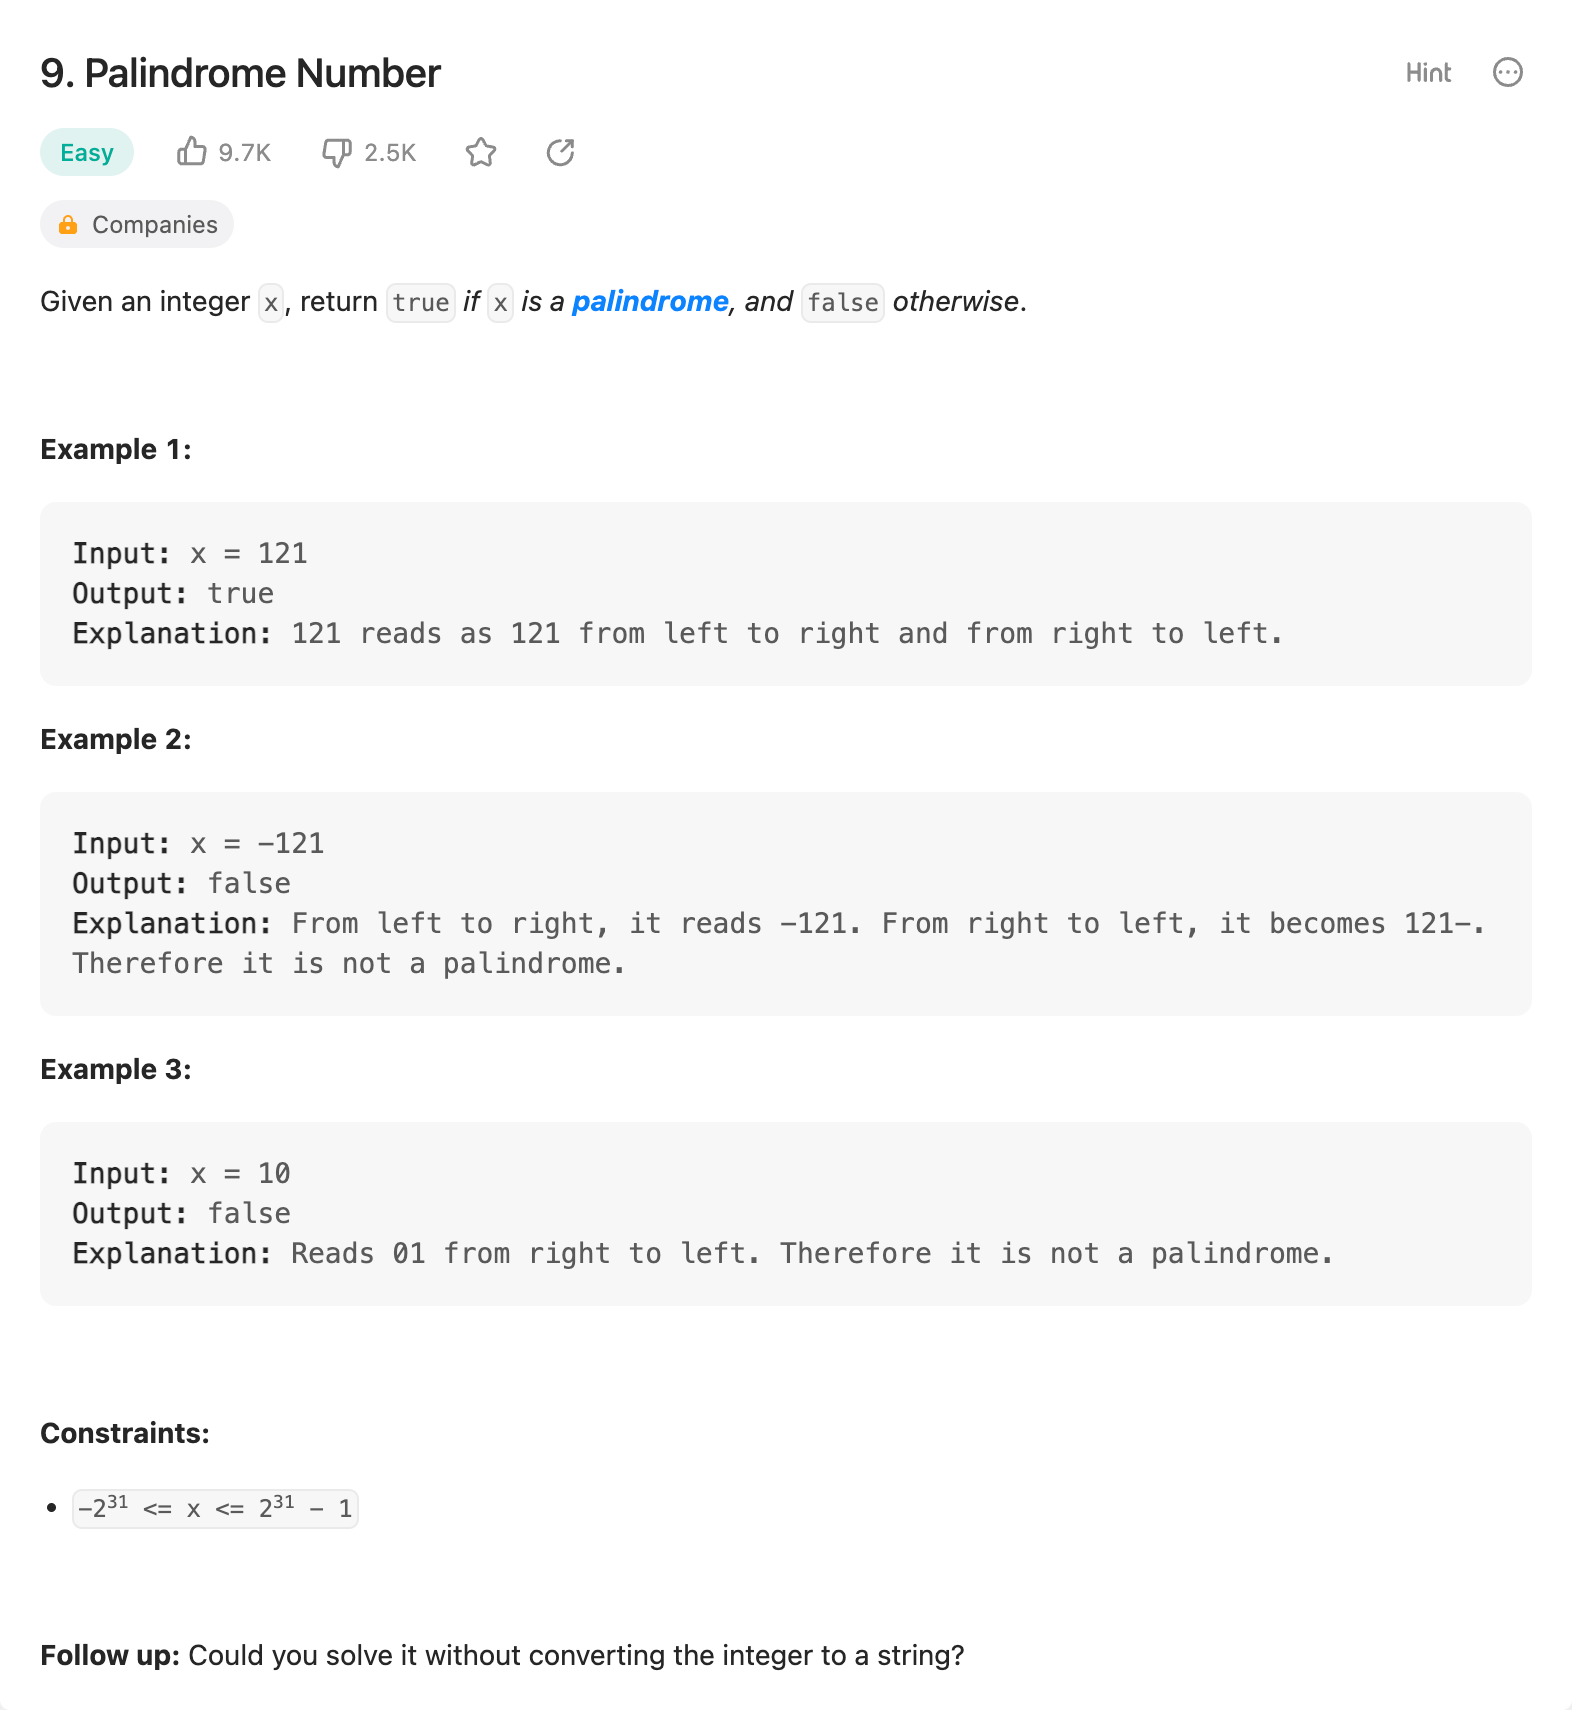 9. Palindrome Number
Hint
Easy 9.7K 2.5K
Companies
Given an integer x, return true if x is a palindrome, and false otherwise.
Example 1:
Input: x = 121
Output: true
Explanation: 121 reads as 121 from left to right and from right to left.
Example 2:
Input: x = -121
Output: false
Explanation: From left to right, it reads -121. From right to left, it becomes 121-.
Therefore it is not a palindrome.
Example 3:
Input: x = 10
Output: false
Explanation: Reads 01 from right to left. Therefore it is not a palindrome.
Constraints:
• -2³¹ <= x <= 2³¹ - 1
Follow up: Could you solve it without converting the integer to a string?